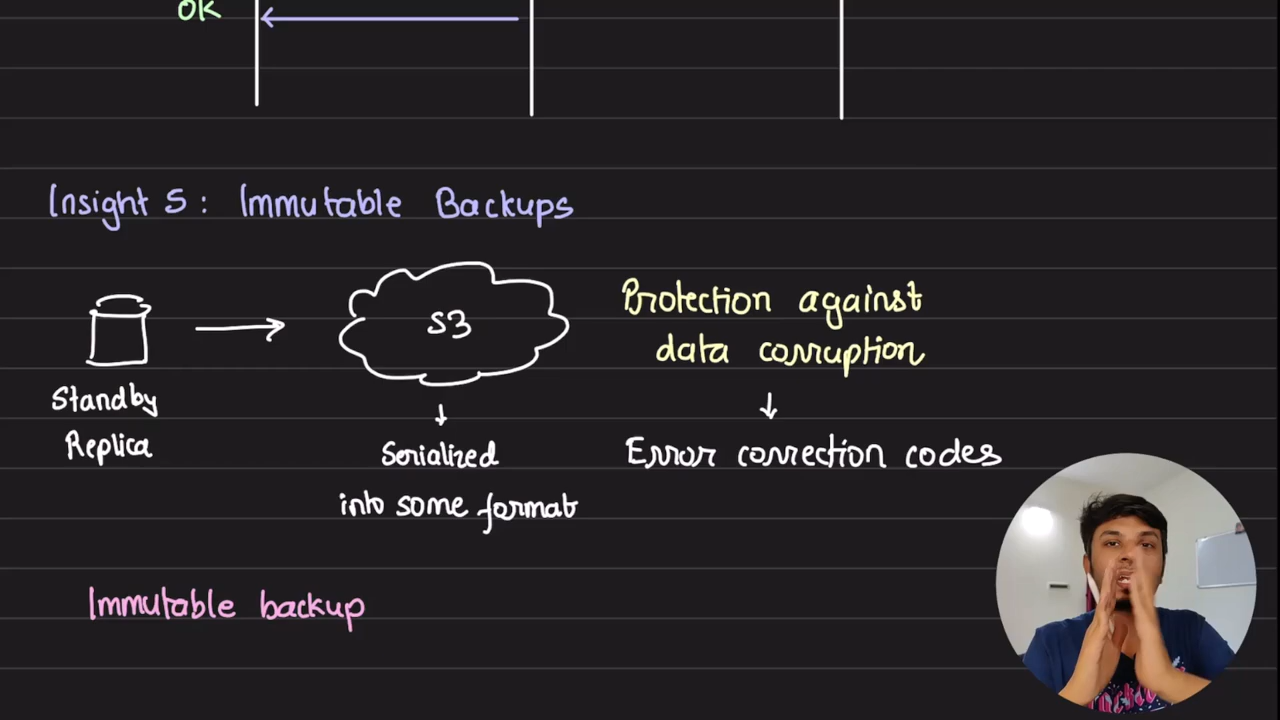 OK
Insight 5: Immutable Backups
S3
Protection against
data corruption
Standby
Replica
Serialized
into some format
Error correction codes
Immutable backup